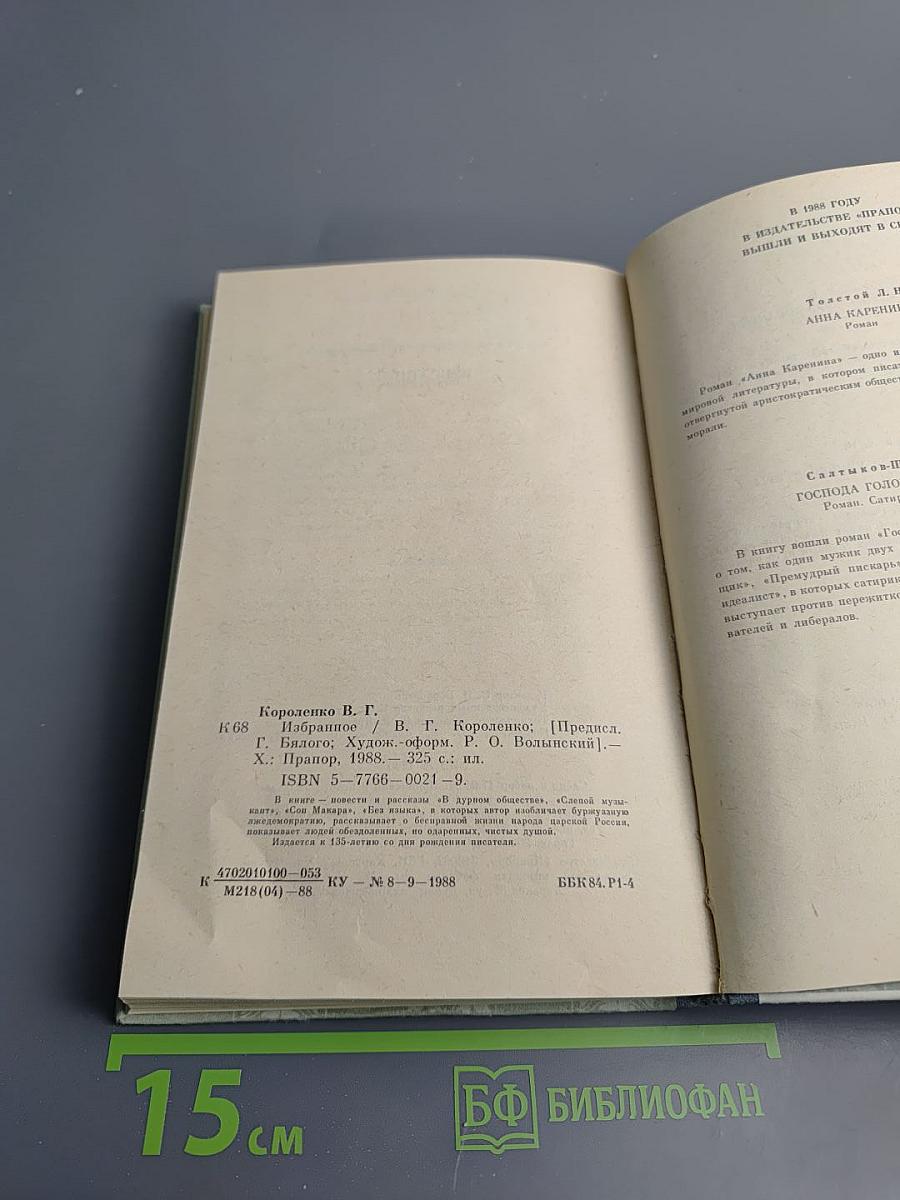 Короленко В. Г.
К 68 Избранное / В. Г. Короленко; [Предисл.
Г. Бялого; Худож.-оформ. Р. О. Волынский].—
Х.: Прапор, 1988.— 325 с.: ил.
ISBN 5—7766—0021—9.
В книге — повести и рассказы «В дурном обществе», «Слепой музы-
кант», «Сон Макара», «Без языка», в которых автор изобличает буржуазную
лжедемократию, рассказывает о бесправной жизни народа царской России,
показывает людей обездоленных, но одаренных, чистых душой.
Издается к 135-летию со дня рождения писателя.
К 4702010100—053
М218(04)—88
КУ — № 8—9—1988
ББК 84.Р1-4
В 1988 ГОДУ
В ИЗДАТЕЛЬСТВЕ «ПРАПО
ВЫШЛИ И ВЫХОДЯТ В С
Толстой Л. Н
АННА КАРЕНИ
Роман
Роман «Анна Каренина» — одно и
мировой литературы, в котором писа
отвергнутой аристократическим общес
морали.
Салтыков-Щ
ГОСПОДА ГОЛО
Роман. Сати
В книгу вошли роман «Гос
о том, как один мужик двух
щик», «Премудрый пискарь»
идеалист», в которых сатирик
выступает против пережитко
вателей и либералов.
15 см
БФ БИБЛИОФАН